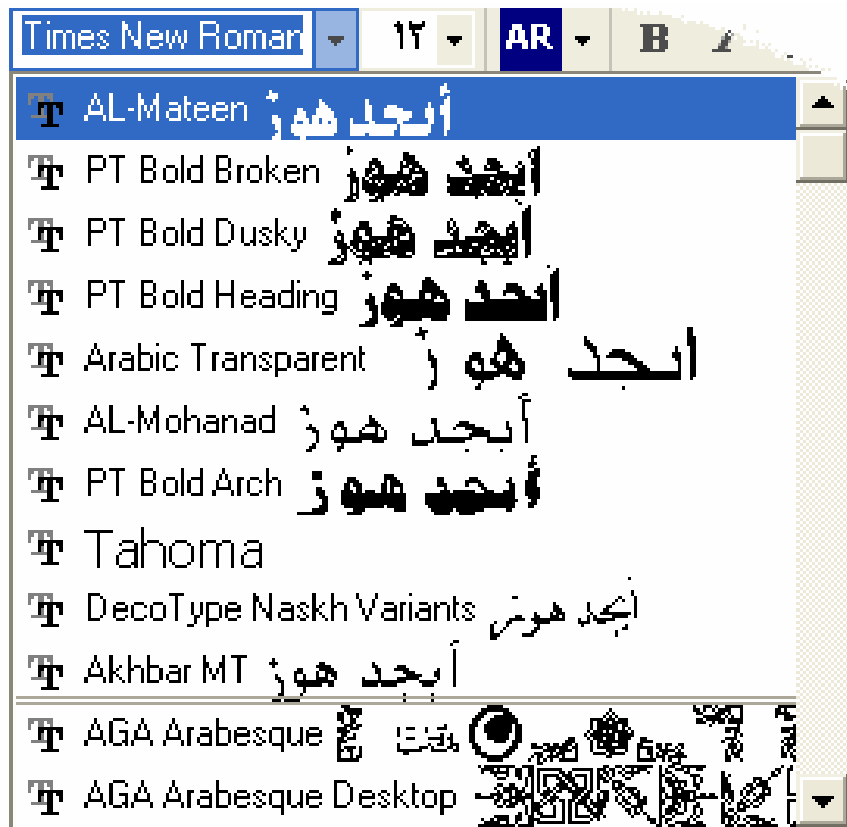 Times New Roman ١٢ AR B I
AL-Mateen أبجد هوز
PT Bold Broken أبجد هوز
PT Bold Dusky أبجد هوز
PT Bold Heading أبجد هوز
Arabic Transparent أبجد هوز
AL-Mohanad أبجد هوز
PT Bold Arch أبجد هوز
Tahoma
DecoType Naskh Variants أبجد هوز
Akhbar MT أبجد هوز
AGA Arabesque
AGA Arabesque Desktop